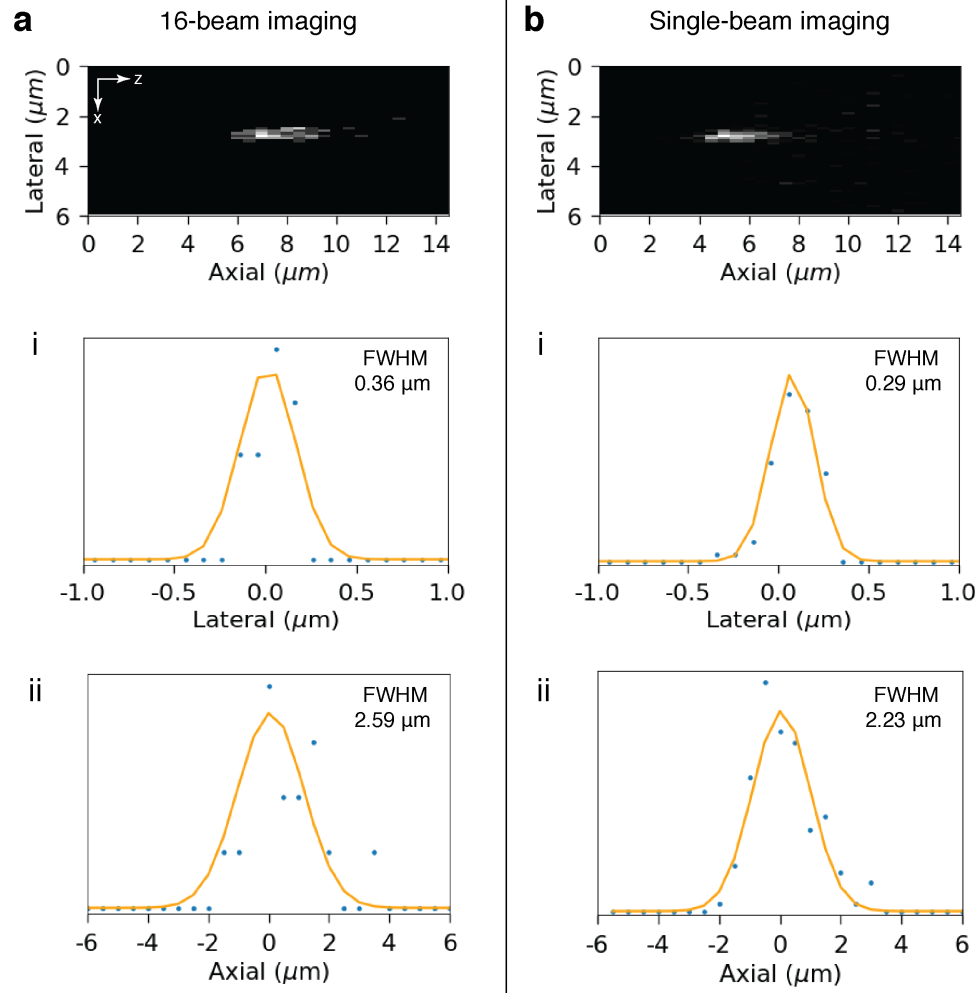 a
16-beam imaging
0
2
4
6
Lateral (μm)
z
x
0 2 4 6 8 10 12 14
Axial (μm)
i
FWHM
0.36 μm
-1.0 -0.5 0.0 0.5 1.0
Lateral (μm)
ii
FWHM
2.59 μm
-6 -4 -2 0 2 4 6
Axial (μm)
b
Single-beam imaging
0
2
4
6
Lateral (μm)
0 2 4 6 8 10 12 14
Axial (μm)
i
FWHM
0.29 μm
-1.0 -0.5 0.0 0.5 1.0
Lateral (μm)
ii
FWHM
2.23 μm
-6 -4 -2 0 2 4 6
Axial (μm)